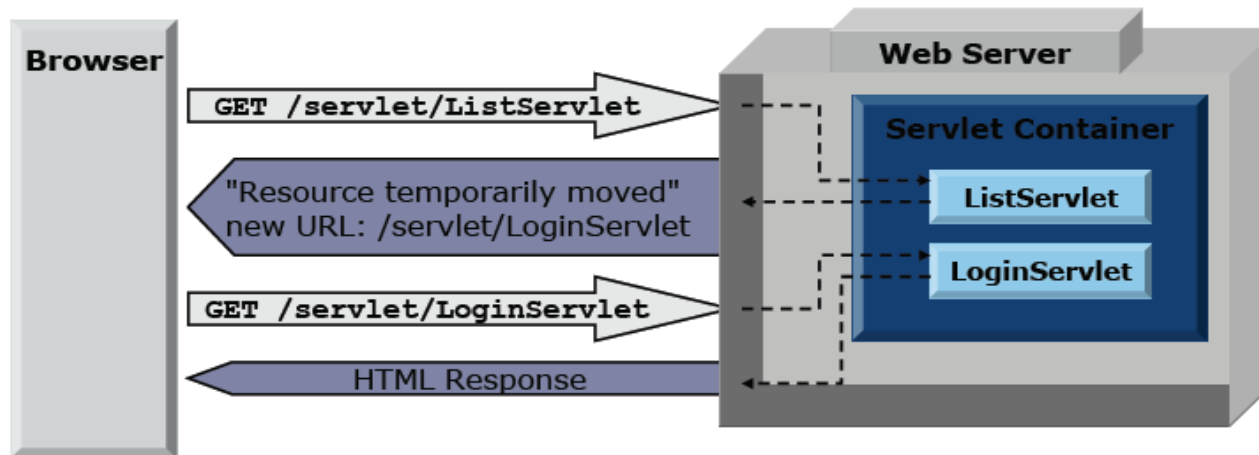 Browser
Web Server
GET /servlet/ListServlet
Servlet Container
"Resource temporarily moved"
new URL: /servlet/LoginServlet
ListServlet
LoginServlet
GET /servlet/LoginServlet
HTML Response